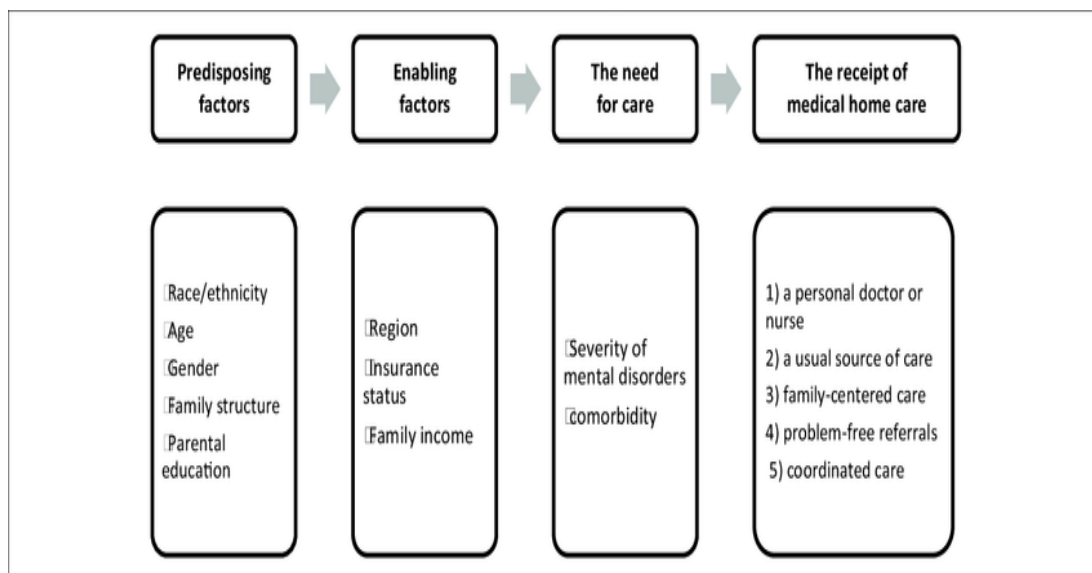 Predisposing
factors
Enabling
factors
The need
for care
The receipt of
medical home care
Race/ethnicity
Age
Gender
Family structure
Parental
education
Region
Insurance
status
Family income
Severity of
mental disorders
comorbidity
1) a personal doctor or
nurse
2) a usual source of care
3) family-centered care
4) problem-free referrals
5) coordinated care